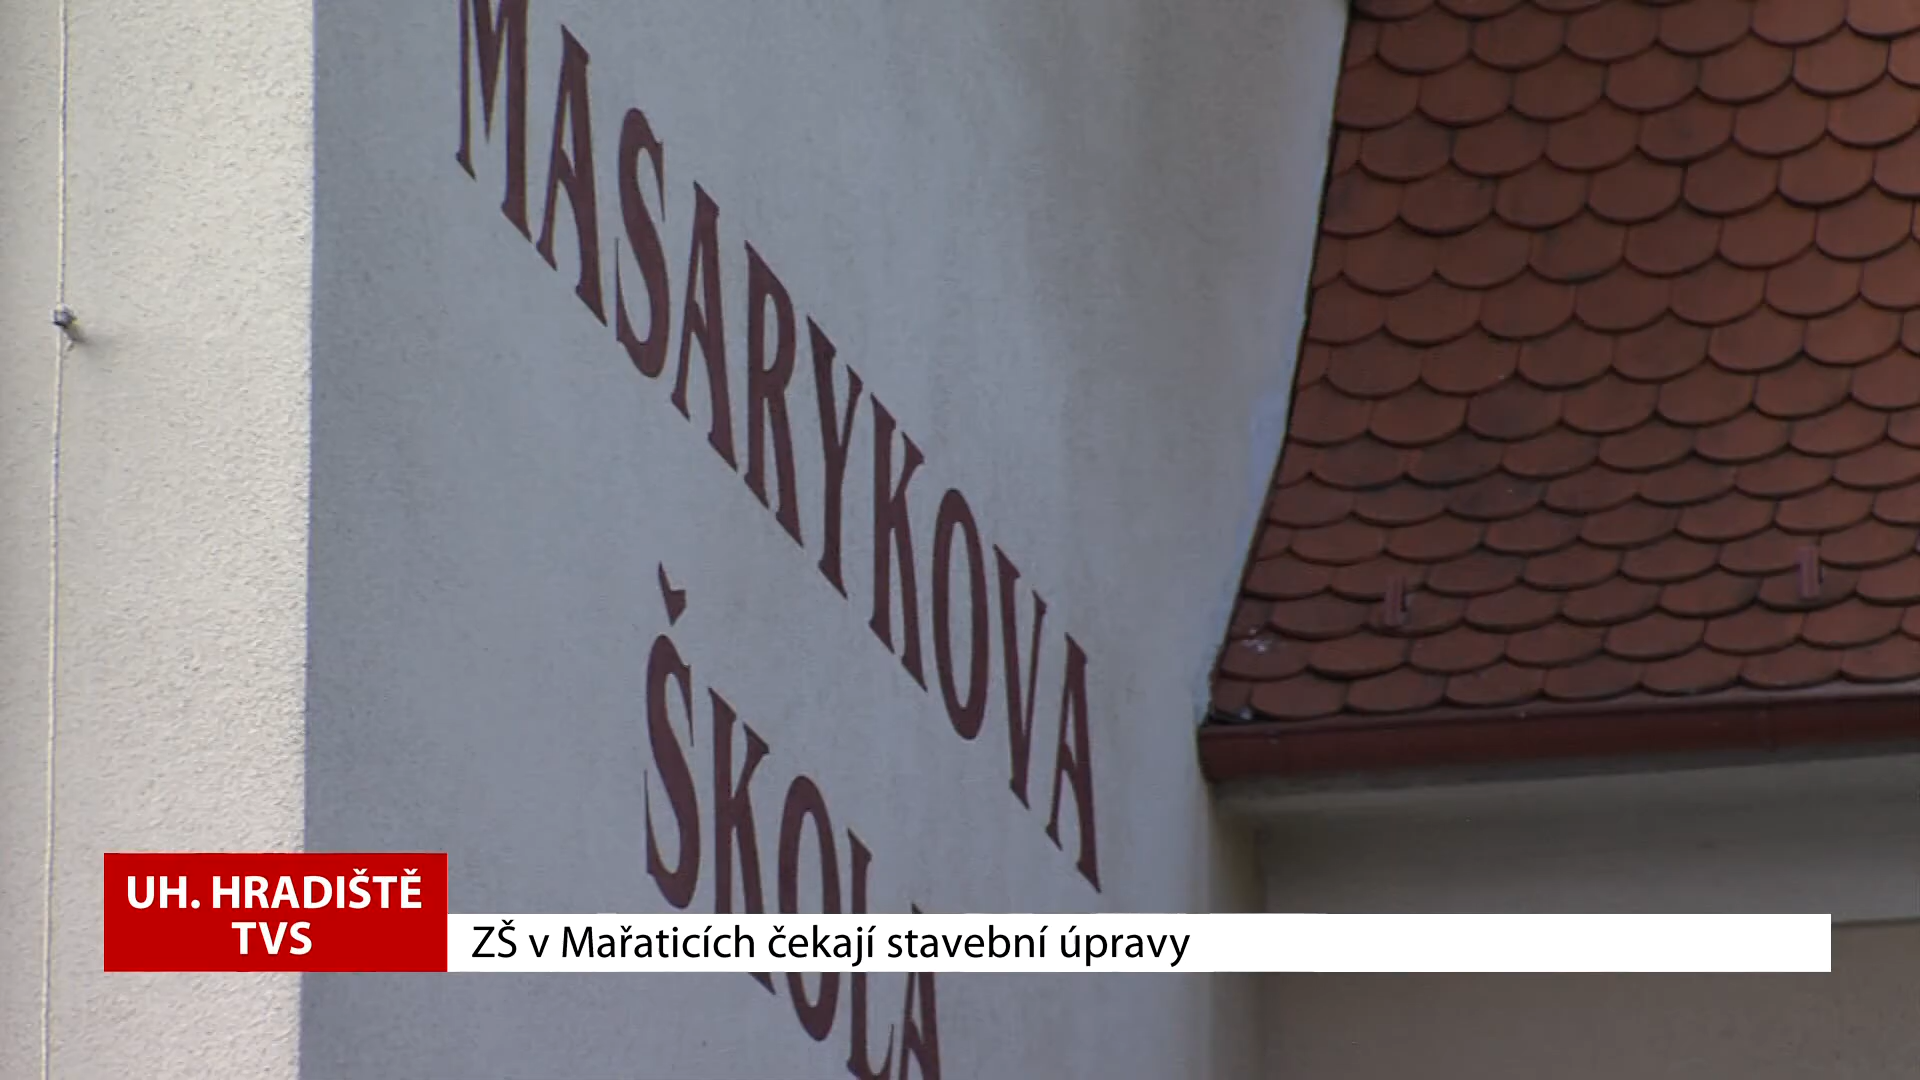 MASARYKOVA
ŠKOLA
UH. HRADIŠTĚ
TVS
ZŠ v Mařaticích čekají stavební úpravy